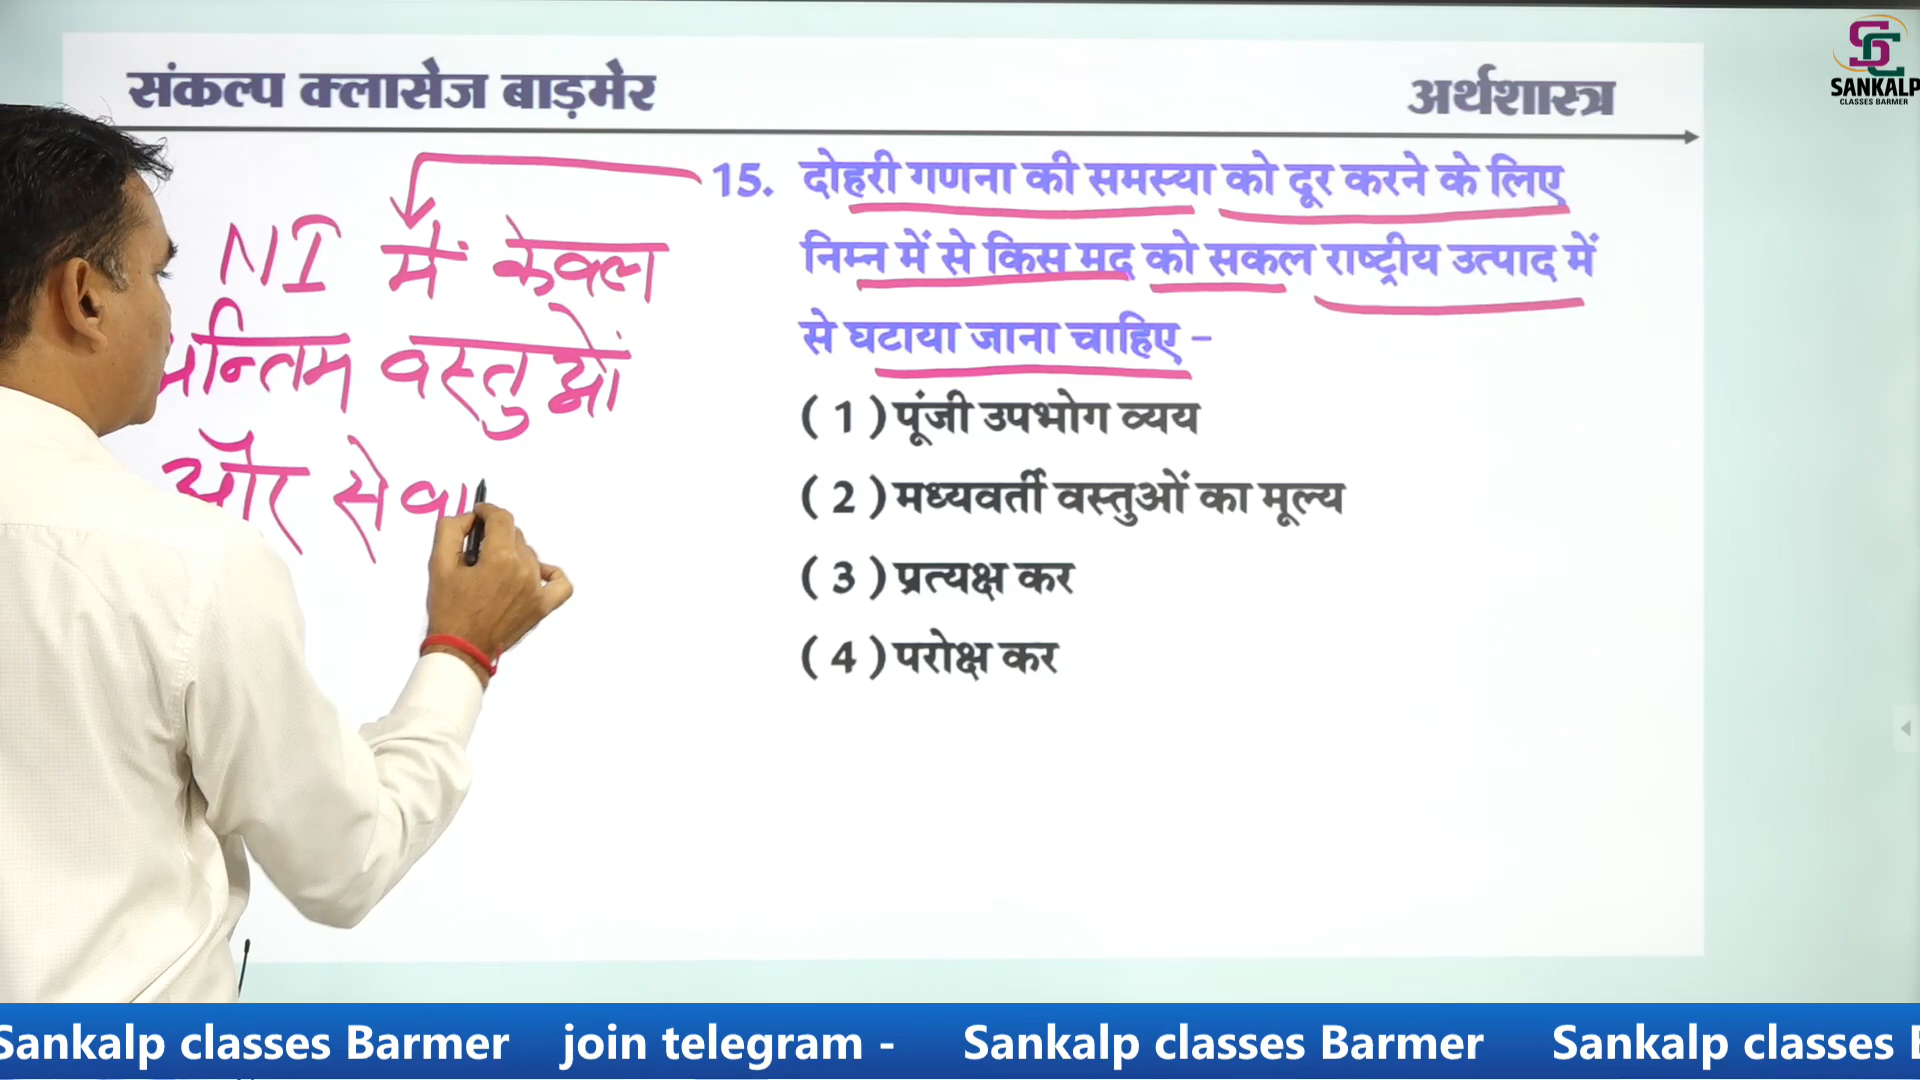 संकल्प क्लासेज बाड़मेर
अर्थशास्त्र
SANKALP
CLASSES BARMER
15. दोहरी गणना की समस्या को दूर करने के लिए
निम्न में से किस मद को सकल राष्ट्रीय उत्पाद में
से घटाया जाना चाहिए –
( 1 ) पूंजी उपभोग व्यय
( 2 ) मध्यवर्ती वस्तुओं का मूल्य
( 3 ) प्रत्यक्ष कर
( 4 ) परोक्ष कर
NI में केवल
अन्तिम वस्तुओं
और सेवा
Sankalp classes Barmer join telegram - Sankalp classes Barmer Sankalp classes